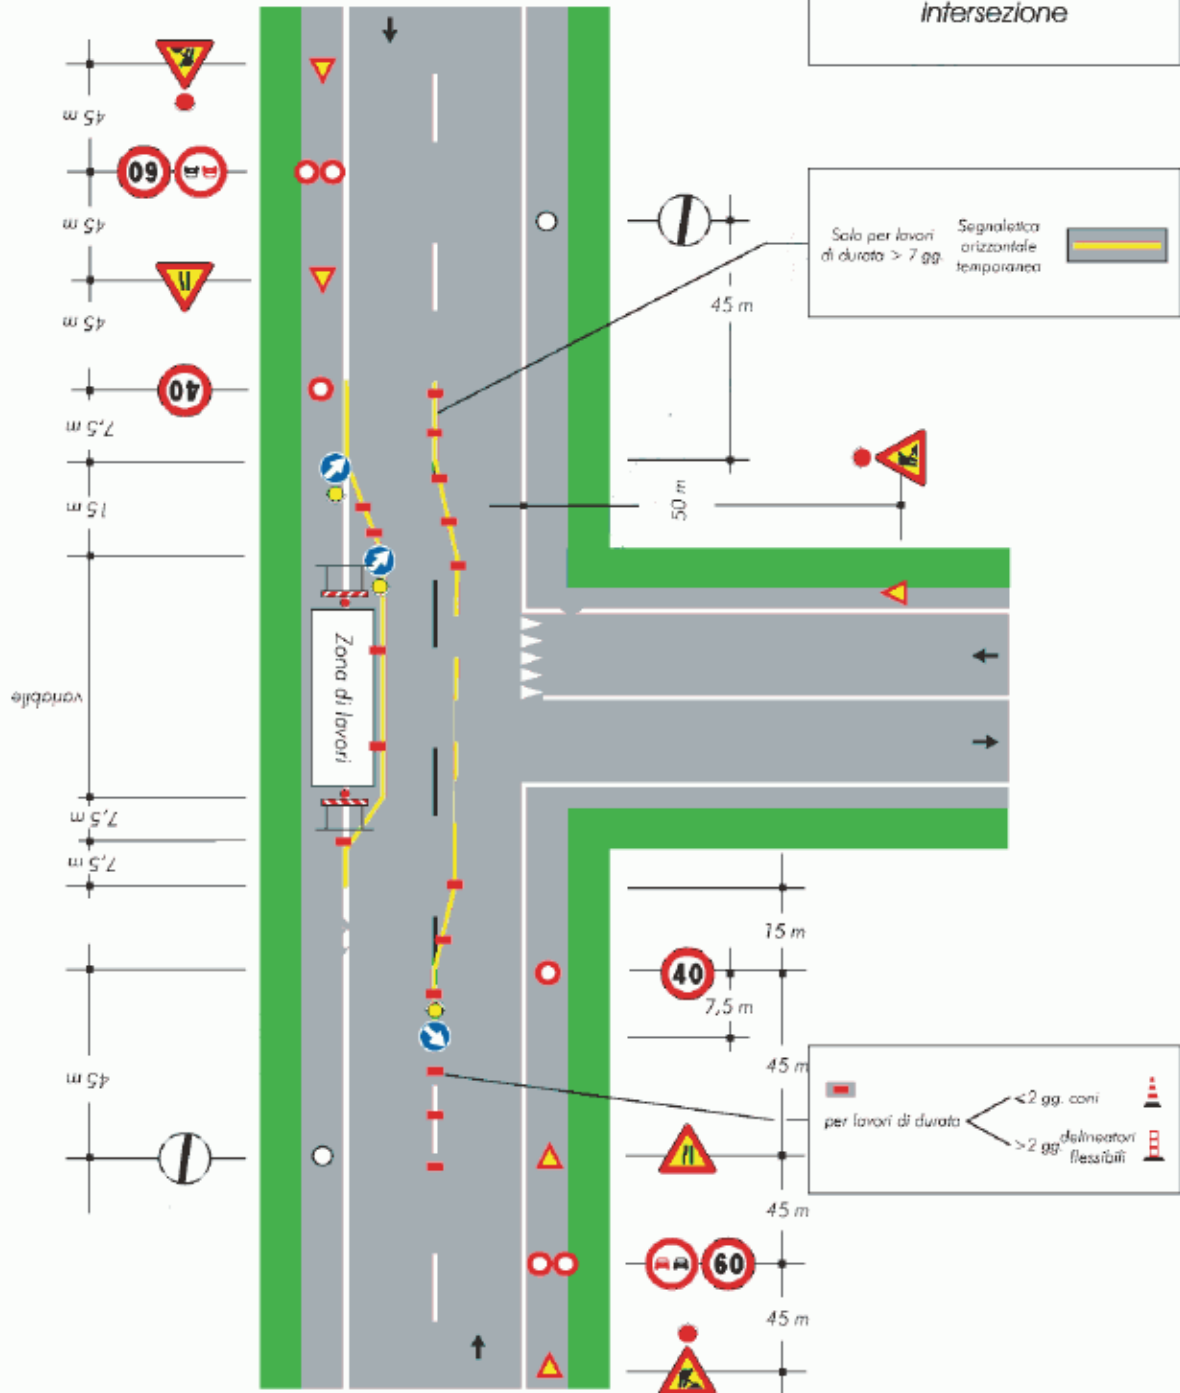 intersezione
45 m
60
45 m
45 m
40
7,5 m
15 m
variabile
7,5 m
7,5 m
45 m
Zona di lavori
Solo per lavori
di durata > 7 gg.
Segnaletica
orizzontale
temporanea
45 m
50 m
15 m
40
7,5 m
45 m
per lavori di durata
<2 gg. coni
>2 gg. delineatori
flessibili
45 m
60
45 m